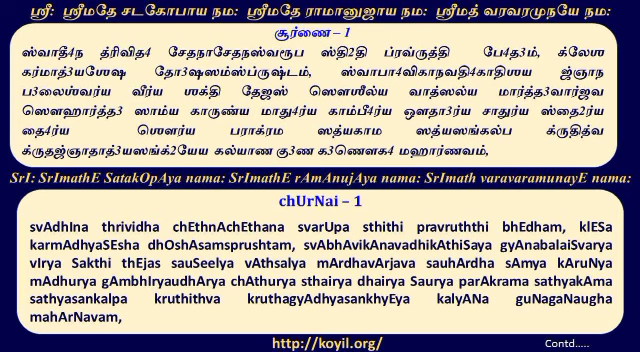 ஸ்ரீ: ஸ்ரீமதே சடகோபாய நம: ஸ்ரீமதே ராமானுஜாய நம: ஸ்ரீமத் வரவரமுநயே நம:
சூர்ணை – 1
ஸ்வாதீ4ந த்ரிவித4 சேதநாசேதநஸ்வரூப ஸ்தி2தி ப்ரவ்ருத்தி பே4த3ம், க்லேஶ
கர்மாத்3யஶேஷ தோ3ஷஸம்ஸ்ப்ருஷ்டம், ஸ்வாபா4விகாநவதி4காதிஶய ஜ்ஞாந
ப3லைஶ்வர்ய வீர்ய ஶக்தி தேஜஸ் ஸௌஶீல்ய வாத்ஸல்ய மார்த்த3வார்ஜவ
ஸௌஹார்த்த3 ஸாம்ய காருண்ய மாது4ர்ய காம்பீ4ர்ய ஔதா3ர்ய சாதுர்ய ஸ்தை2ர்ய
தை4ர்ய ஶௌர்ய பராக்ரம ஸத்யகாம ஸத்யஸங்கல்ப க்ருதித்வ
க்ருதஜ்ஞாதாத்3யஸங்க்2யேய கல்யாண கு3ண க3ணௌக4 மஹார்ணவம்,
SrI: SrImathE SatakOpAya nama: SrImathE rAmAnujAya nama: SrImath varavaramunayE nama:
chUrNai – 1
svAdhIna thrividha chEthnAchEthana svarUpa sthithi pravruththi bhEdham, klESa
karmAdhyaSEsha dhOshAsamsprushtam, svAbhAvikAnavadhikAthiSaya gyAnabalaiSvarya
vIrya Sakthi thEjas sauSeelya vAthsalya mArdhavArjava sauhArdha sAmya kAruNya
mAdhurya gAmbhIryaudhArya chAthurya sthairya dhairya Saurya parAkrama sathyakAma
sathyasankalpa kruthithva kruthagyAdhyasankhyEya kalyANa guNagaNaugha
mahArNavam,
http://koyil.org/
Contd.....